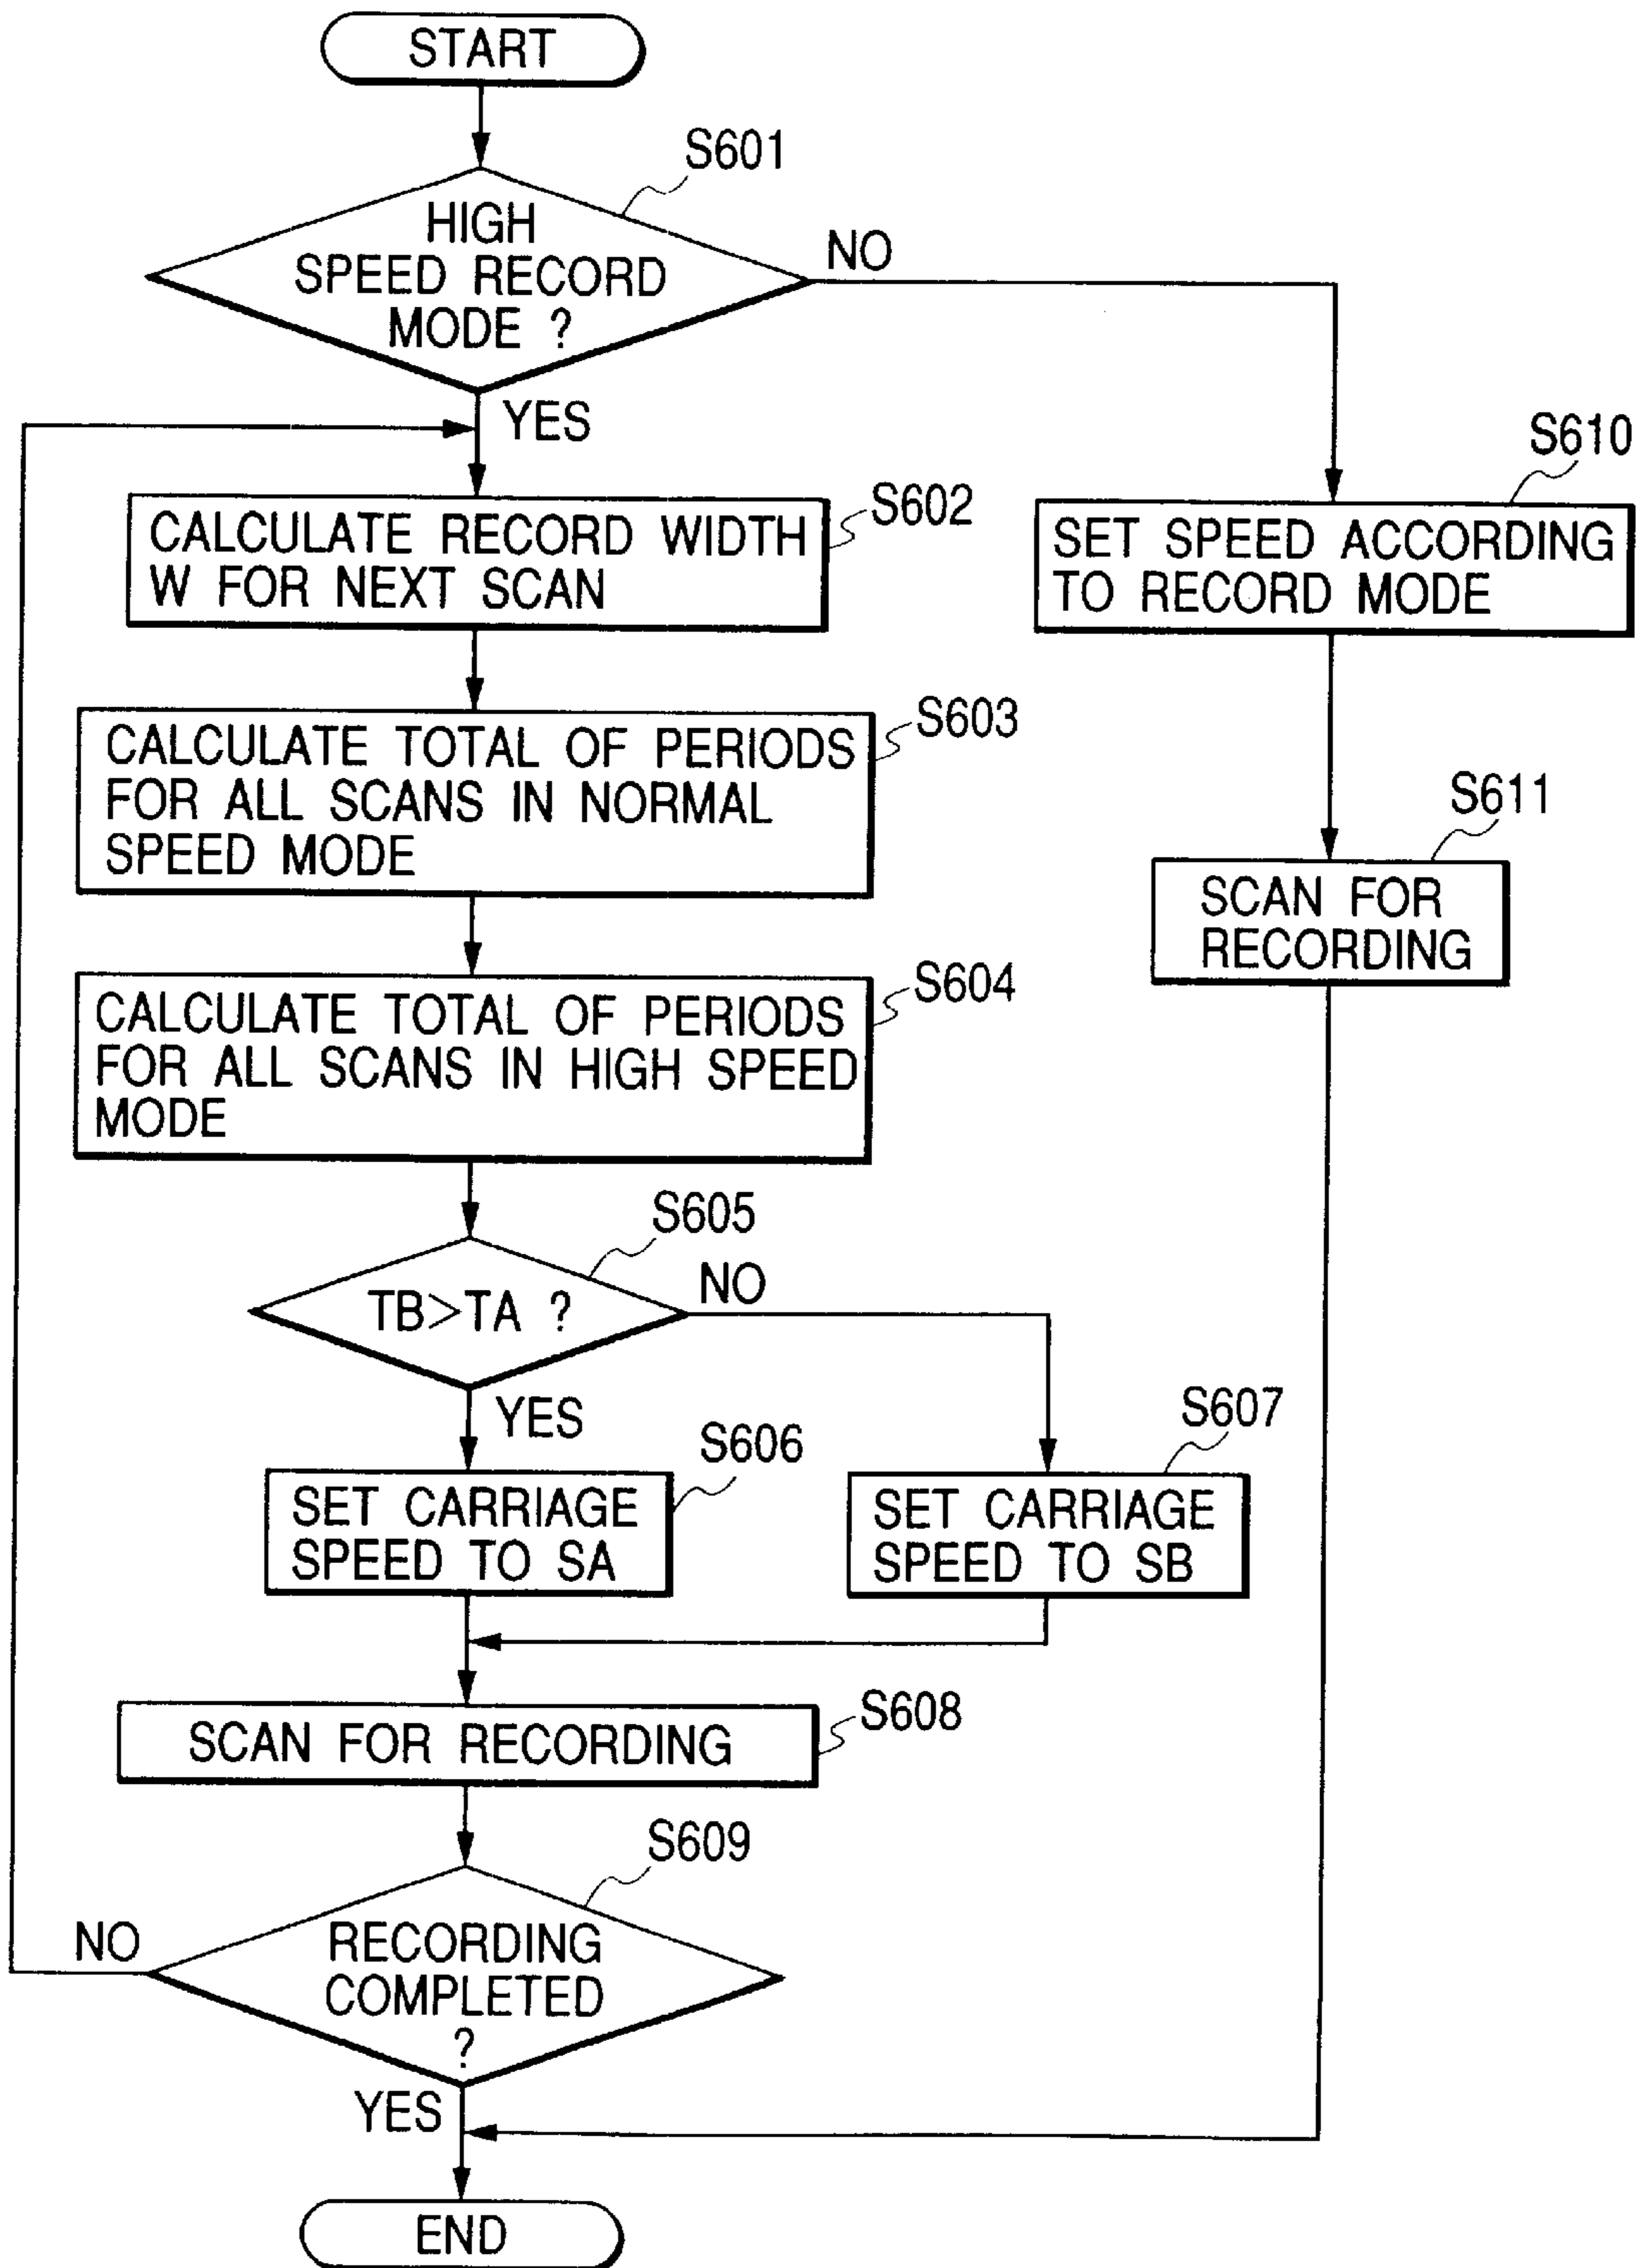 START
S601
HIGH
SPEED RECORD
MODE ?
NO
YES
S602
CALCULATE RECORD WIDTH
W FOR NEXT SCAN
S610
SET SPEED ACCORDING
TO RECORD MODE
S603
CALCULATE TOTAL OF PERIODS
FOR ALL SCANS IN NORMAL
SPEED MODE
S611
SCAN FOR
RECORDING
S604
CALCULATE TOTAL OF PERIODS
FOR ALL SCANS IN HIGH SPEED
MODE
S605
TB>TA ?
NO
YES
S606
SET CARRIAGE
SPEED TO SA
S607
SET CARRIAGE
SPEED TO SB
S608
SCAN FOR RECORDING
S609
RECORDING
COMPLETED
?
NO
YES
END